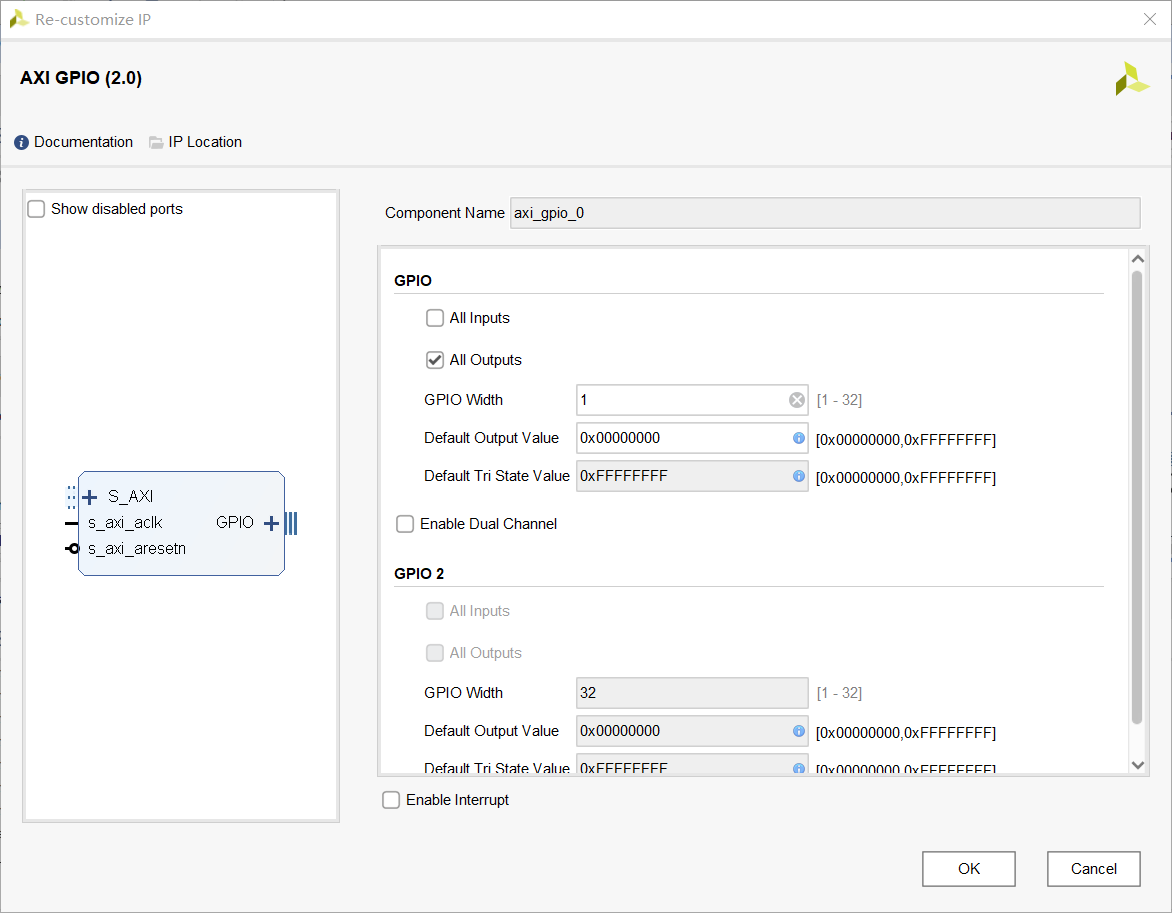 Re-customize IP
AXI GPIO (2.0)
Documentation IP Location
Show disabled ports
S_AXI
s_axi_aclk GPIO
s_axi_aresetn
Component Name axi_gpio_0
GPIO
All Inputs
All Outputs
GPIO Width 1 [1 - 32]
Default Output Value 0x00000000 [0x00000000,0xFFFFFFFF]
Default Tri State Value 0xFFFFFFFF [0x00000000,0xFFFFFFFF]
Enable Dual Channel
GPIO 2
All Inputs
All Outputs
GPIO Width 32 [1 - 32]
Default Output Value 0x00000000 [0x00000000,0xFFFFFFFF]
Default Tri State Value 0xFFFFFFFF [0x00000000,0xFFFFFFFF]
Enable Interrupt
OK Cancel